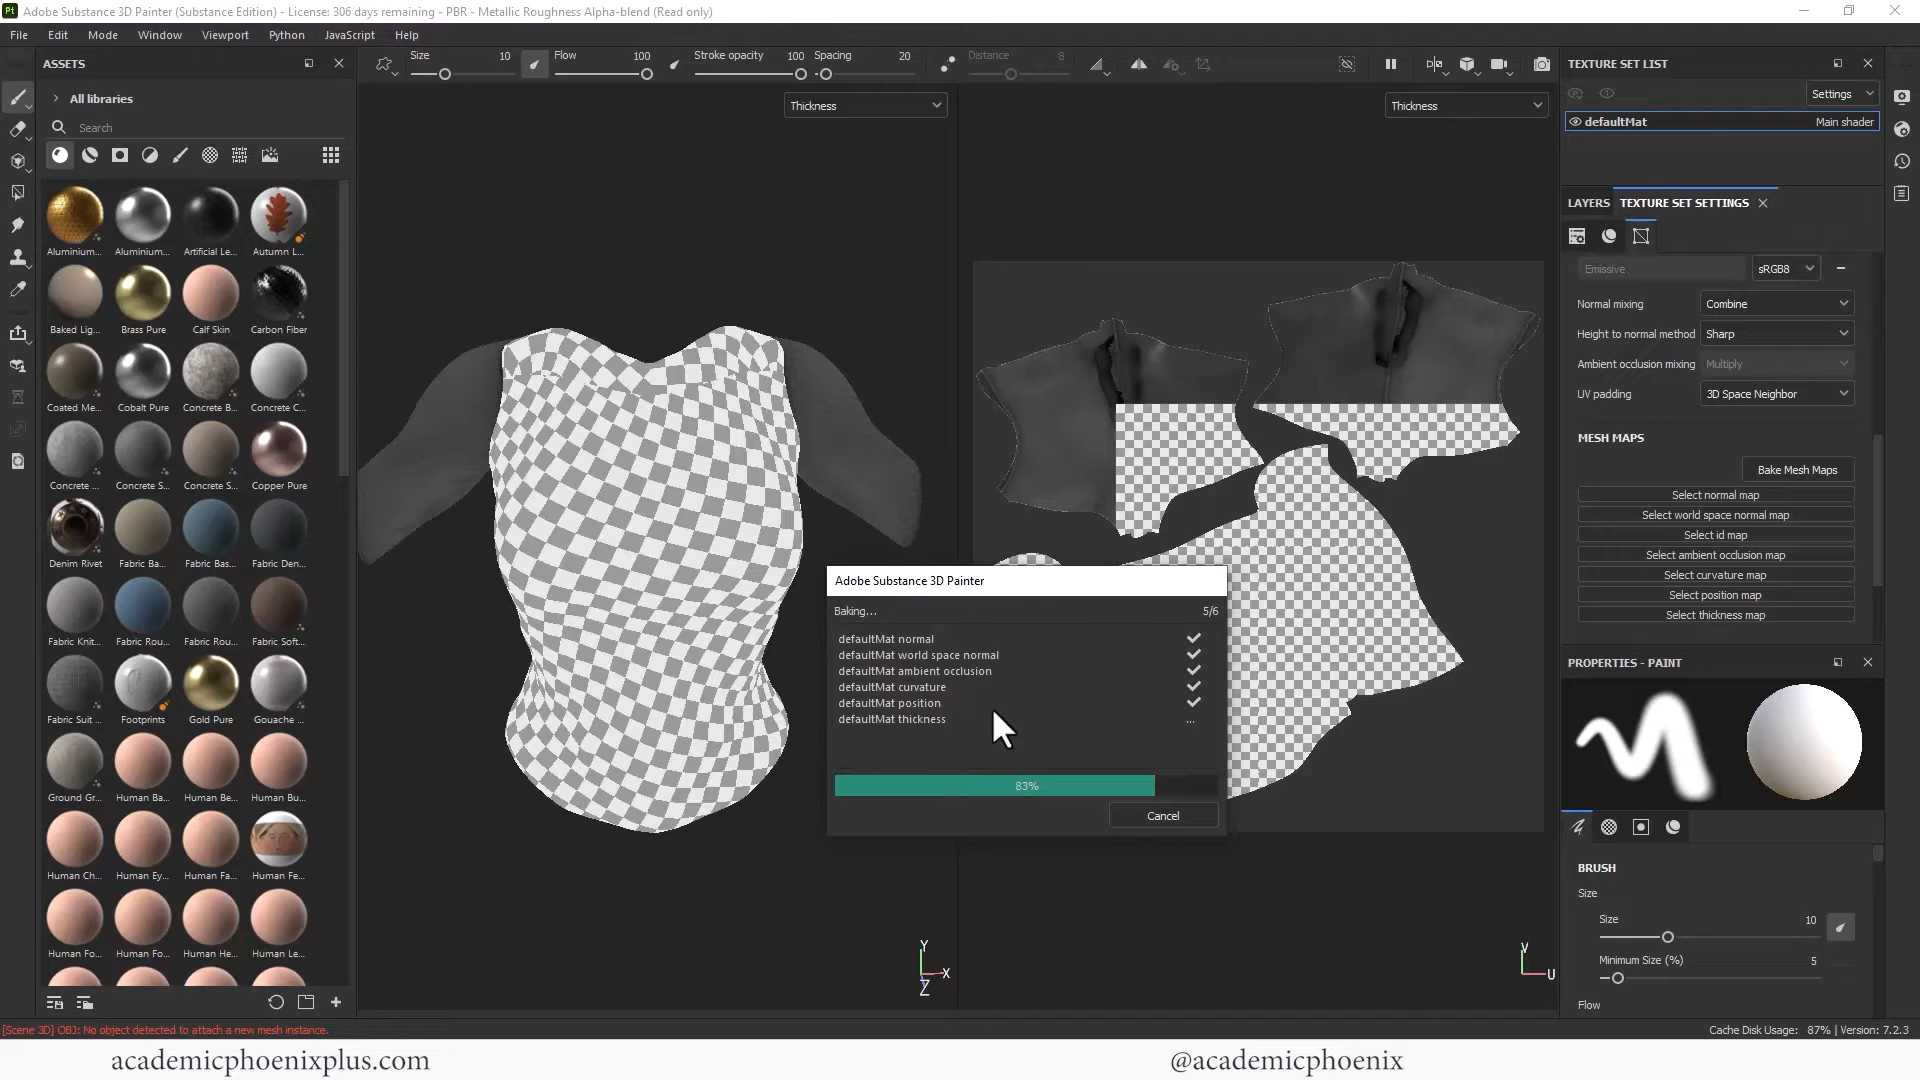 Pt Adobe Substance 3D Painter (Substance Edition) - License: 306 days remaining - PBR - Metallic Roughness Alpha-blend (Read only)
File Edit Mode Window Viewport Python JavaScript Help
ASSETS
All libraries
Search
Aluminium... Aluminium... Artificial Le... Autumn L...
Baked Lig... Brass Pure Calf Skin Carbon Fiber
Coated Me... Cobalt Pure Concrete B... Concrete C...
Concrete ... Concrete S... Concrete S... Copper Pure
Denim Rivet Fabric Ba... Fabric Bas... Fabric Den...
Fabric Knit... Fabric Rou... Fabric Rou... Fabric Soft...
Fabric Suit ... Footprints Gold Pure Gouache ...
Ground Gr... Human Ba... Human Be... Human Bu...
Human Ch... Human Ey... Human Fa... Human Fe...
Human Fo... Human Fo... Human He... Human Le...
Size 10 Flow 100 Stroke opacity 100 Spacing 20 Distance 8
Thickness
Thickness
Y
X
Z
V
U
Adobe Substance 3D Painter
Baking... 5/6
defaultMat normal
defaultMat world space normal
defaultMat ambient occlusion
defaultMat curvature
defaultMat position
defaultMat thickness ...
83%
Cancel
TEXTURE SET LIST
Settings
defaultMat Main shader
LAYERS TEXTURE SET SETTINGS
Emissive sRGB8
Normal mixing Combine
Height to normal method Sharp
Ambient occlusion mixing Multiply
UV padding 3D Space Neighbor
MESH MAPS
Bake Mesh Maps
Select normal map
Select world space normal map
Select id map
Select ambient occlusion map
Select curvature map
Select position map
Select thickness map
PROPERTIES - PAINT
BRUSH
Size
Size 10
Minimum Size (%) 5
Flow
[Scene 3D] OBJ: No object detected to attach a new mesh instance.
Cache Disk Usage: 87% | Version: 7.2.3
academicphoenixplus.com
@academicphoenix